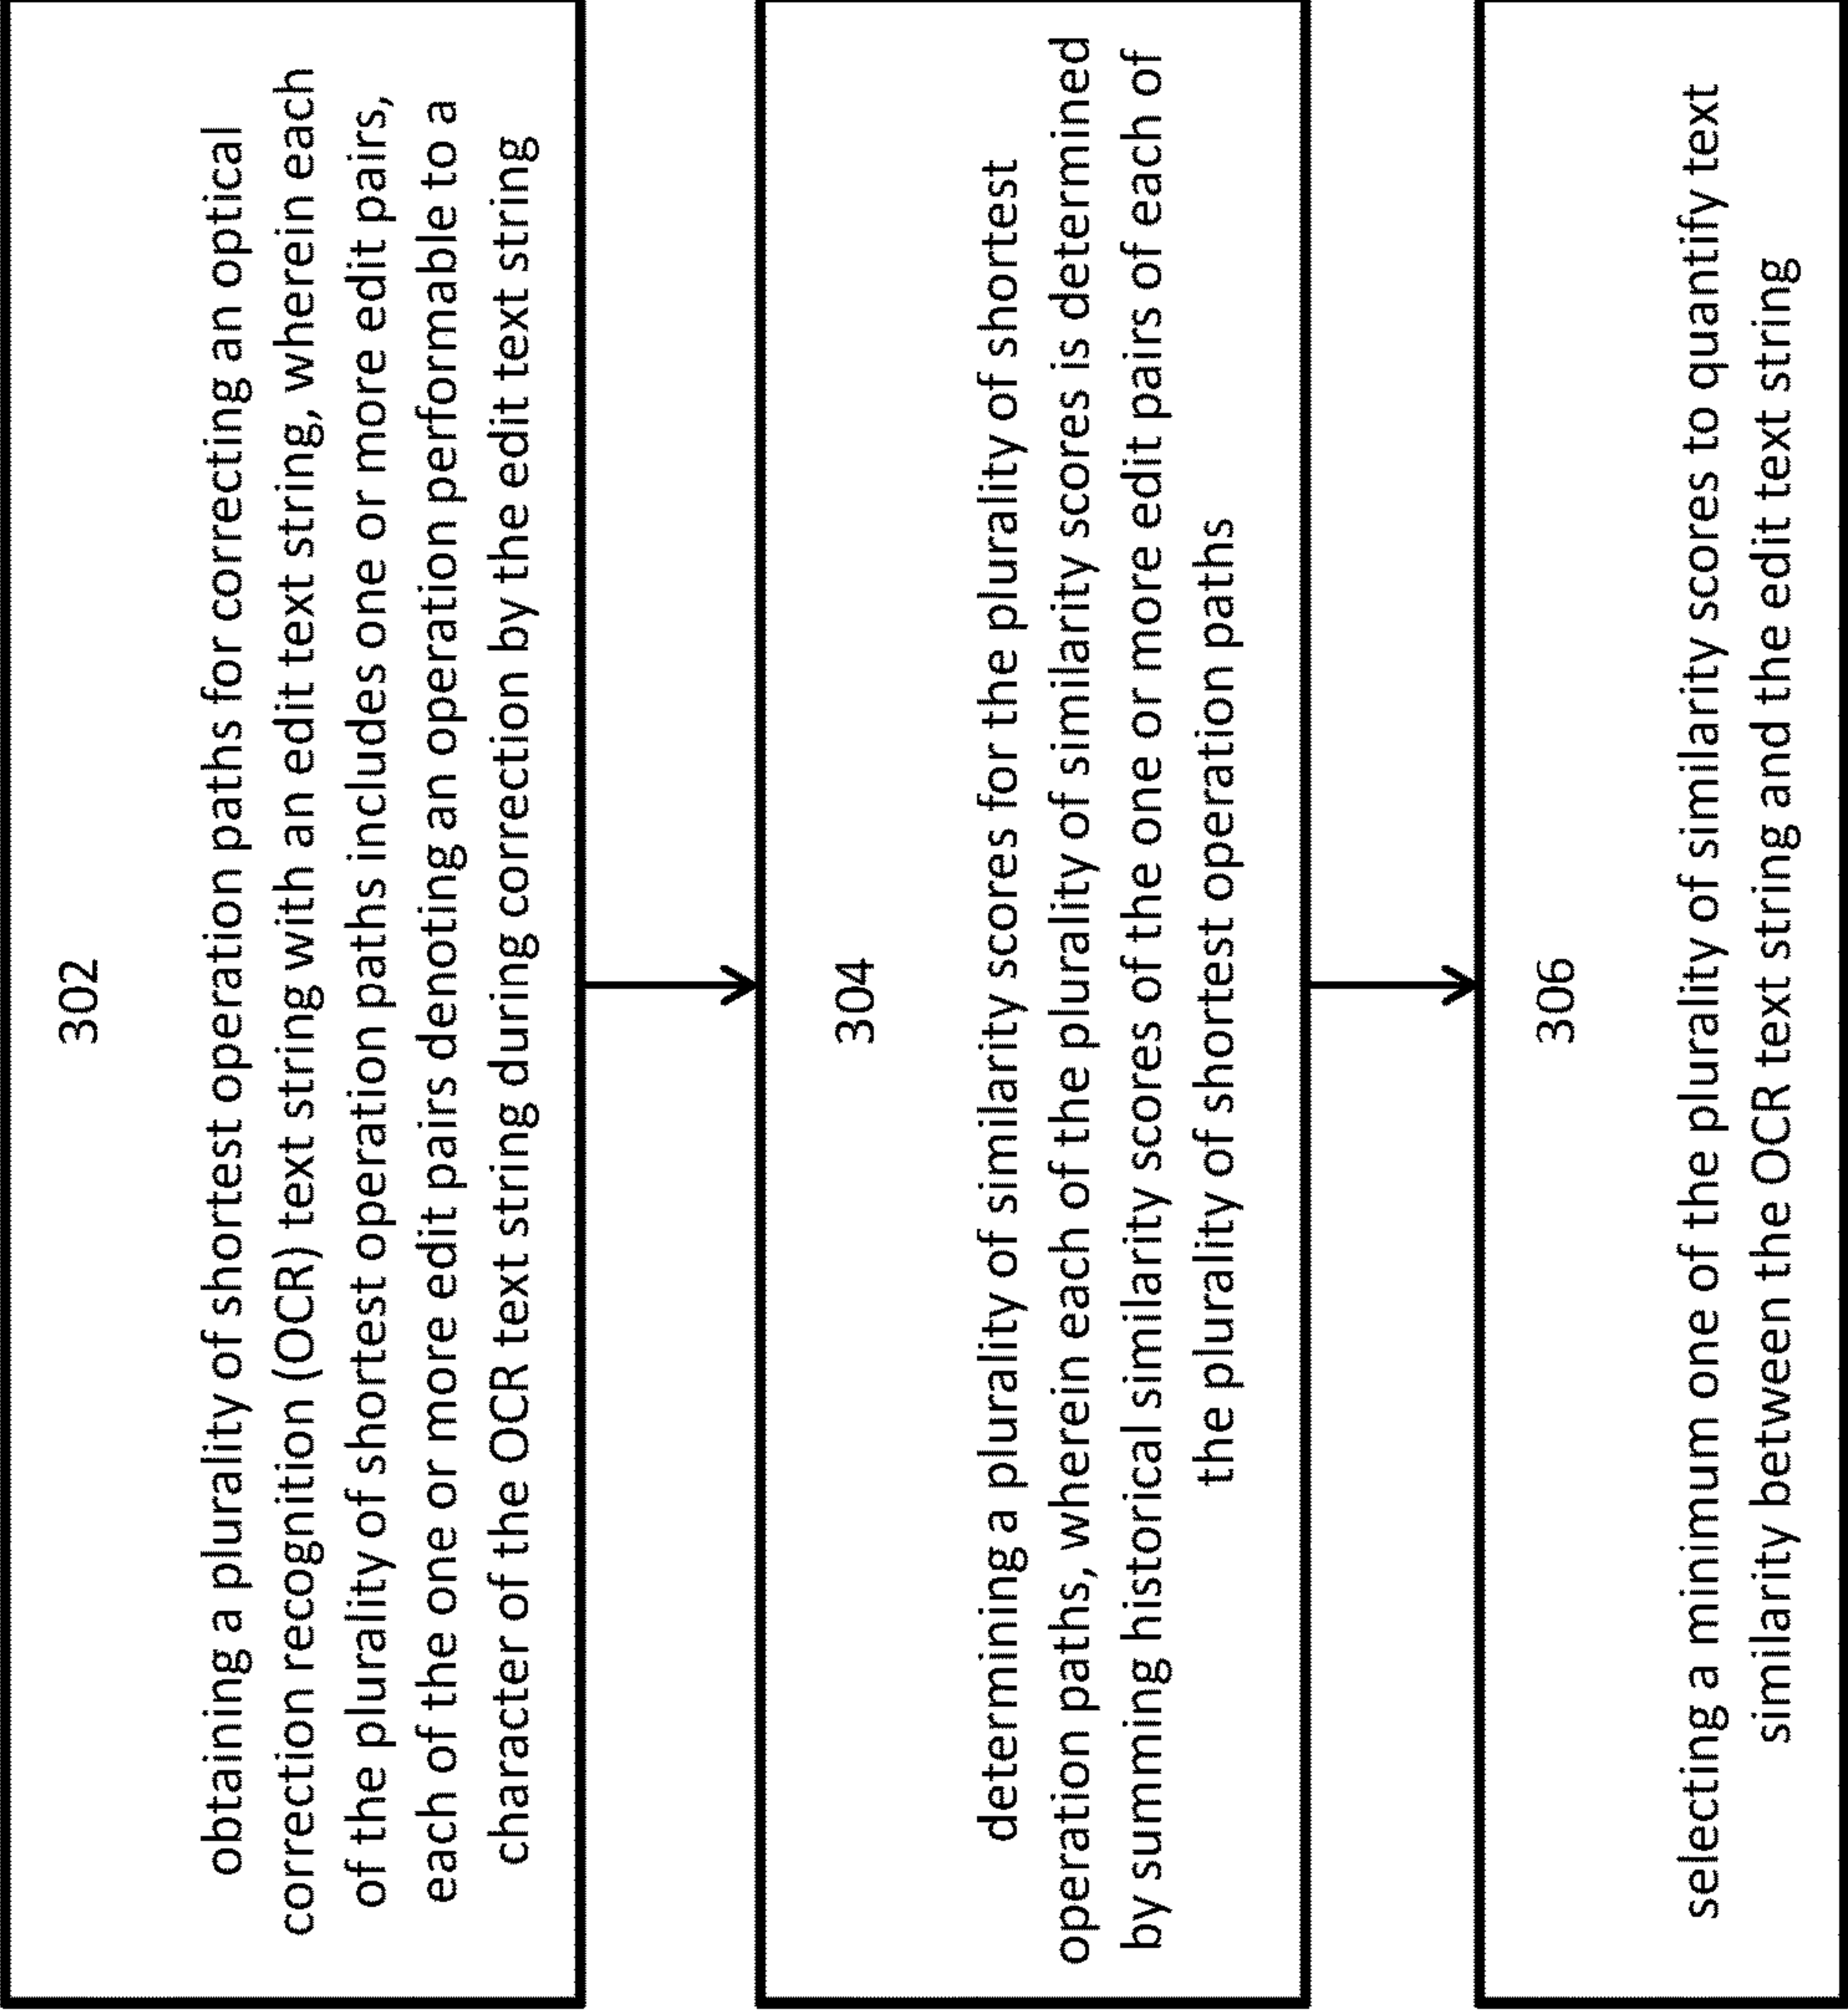 302
obtaining a plurality of shortest operation paths for correcting an optical
correction recognition (OCR) text string with an edit text string, wherein each
of the plurality of shortest operation paths includes one or more edit pairs,
each of the one or more edit pairs denoting an operation performable to a
character of the OCR text string during correction by the edit text string
304
determining a plurality of similarity scores for the plurality of shortest
operation paths, wherein each of the plurality of similarity scores is determined
by summing historical similarity scores of the one or more edit pairs of each of
the plurality of shortest operation paths
306
selecting a minimum one of the plurality of similarity scores to quantify text
similarity between the OCR text string and the edit text string